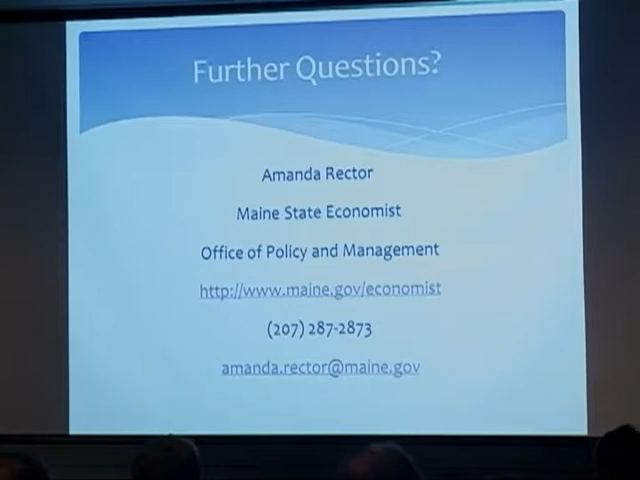 Further Questions?
Amanda Rector
Maine State Economist
Office of Policy and Management
http://www.maine.gov/economist
(207) 287-2873
amanda.rector@maine.gov